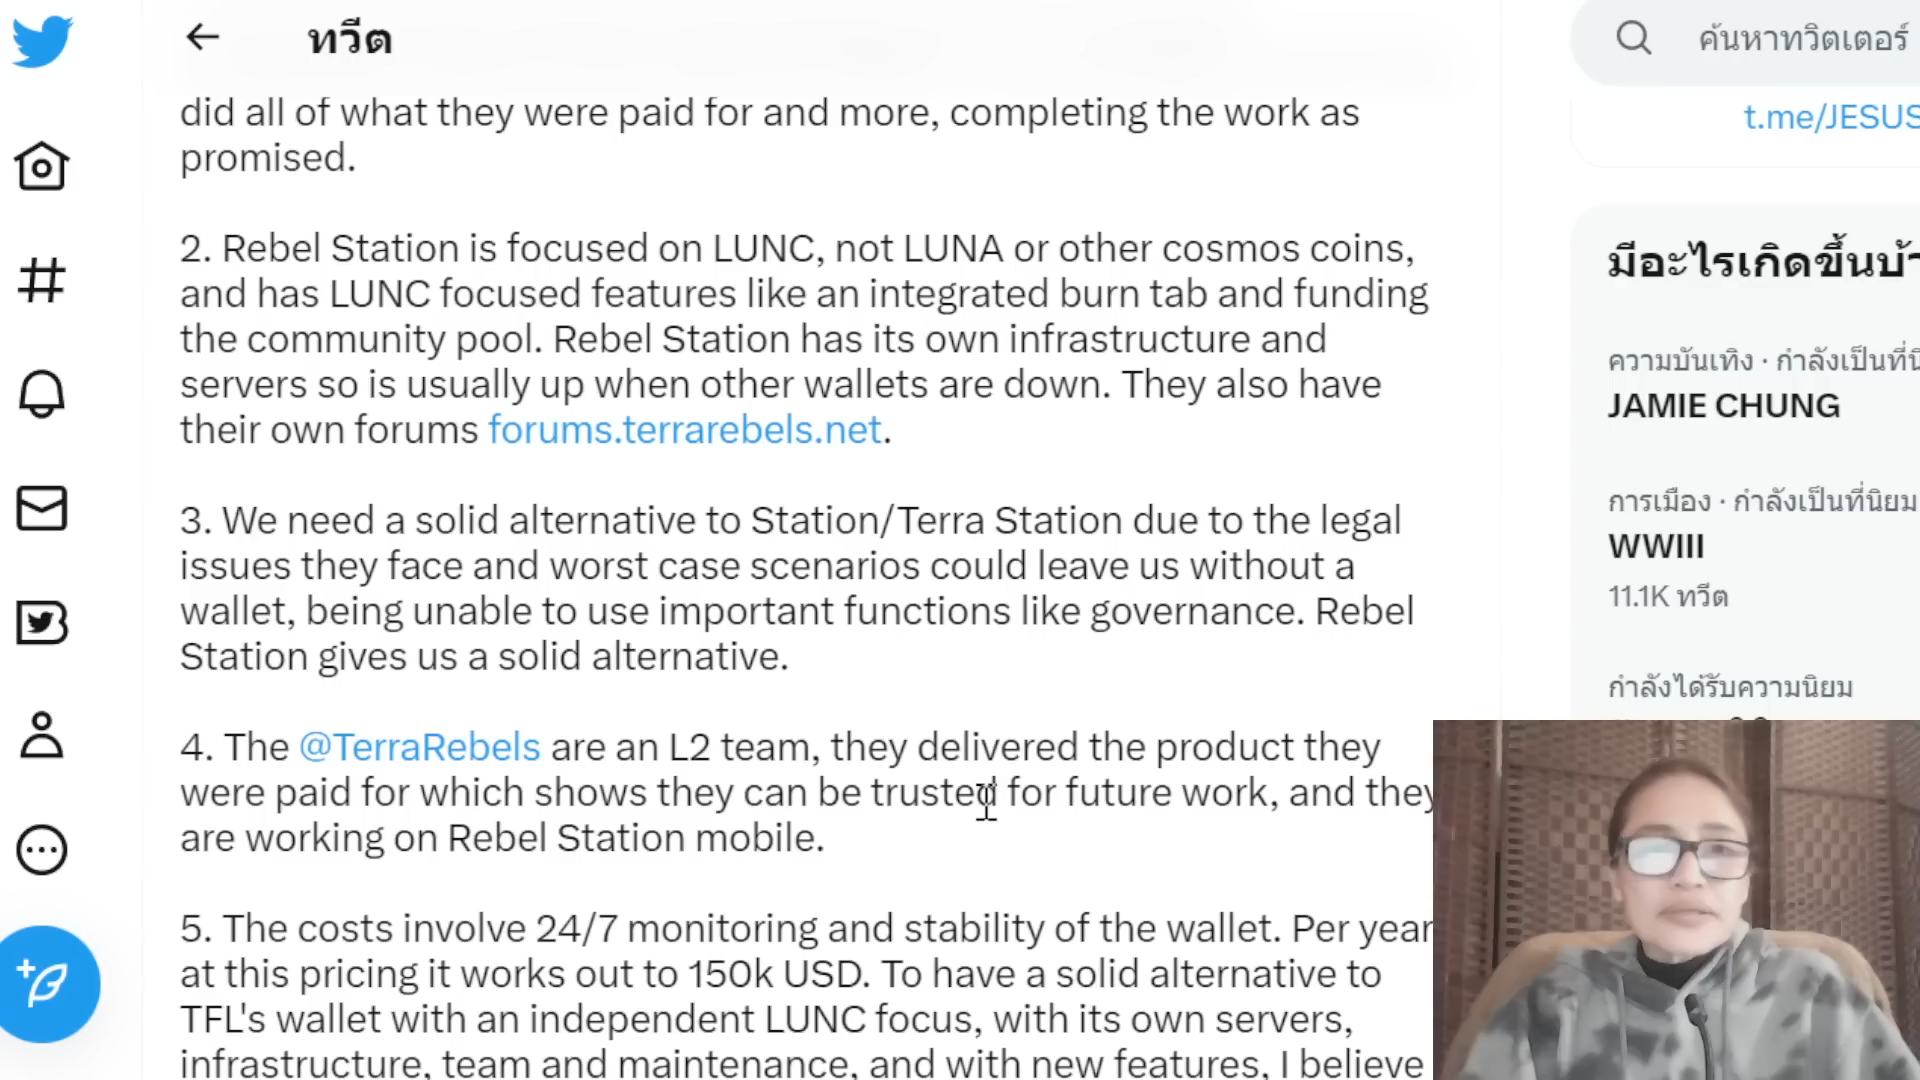 ทวีต
ค้นหาทวิตเตอร์
did all of what they were paid for and more, completing the work as
promised.
2. Rebel Station is focused on LUNC, not LUNA or other cosmos coins,
and has LUNC focused features like an integrated burn tab and funding
the community pool. Rebel Station has its own infrastructure and
servers so is usually up when other wallets are down. They also have
their own forums forums.terrarebels.net.
3. We need a solid alternative to Station/Terra Station due to the legal
issues they face and worst case scenarios could leave us without a
wallet, being unable to use important functions like governance. Rebel
Station gives us a solid alternative.
4. The @TerraRebels are an L2 team, they delivered the product they
were paid for which shows they can be trusted for future work, and they
are working on Rebel Station mobile.
5. The costs involve 24/7 monitoring and stability of the wallet. Per year
at this pricing it works out to 150k USD. To have a solid alternative to
TFL's wallet with an independent LUNC focus, with its own servers,
infrastructure, team and maintenance, and with new features, I believe
t.me/JESUS
มีอะไรเกิดขึ้นบ้า
ความบันเทิง · กำลังเป็นที่นิ
JAMIE CHUNG
การเมือง · กำลังเป็นที่นิยม
WWIII
11.1K ทวีต
กำลังได้รับความนิยม